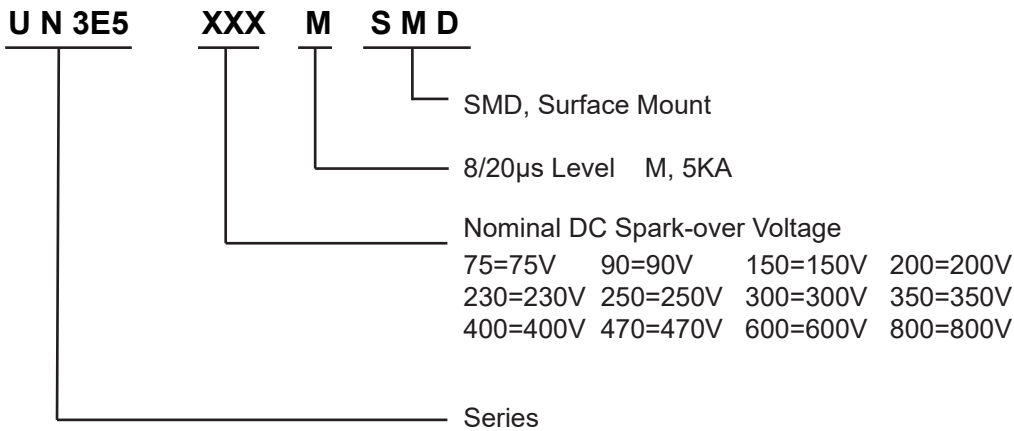 U N 3E5 XXX M S M D
SMD, Surface Mount
8/20µs Level M, 5KA
Nominal DC Spark-over Voltage
75=75V 90=90V 150=150V 200=200V
230=230V 250=250V 300=300V 350=350V
400=400V 470=470V 600=600V 800=800V
Series